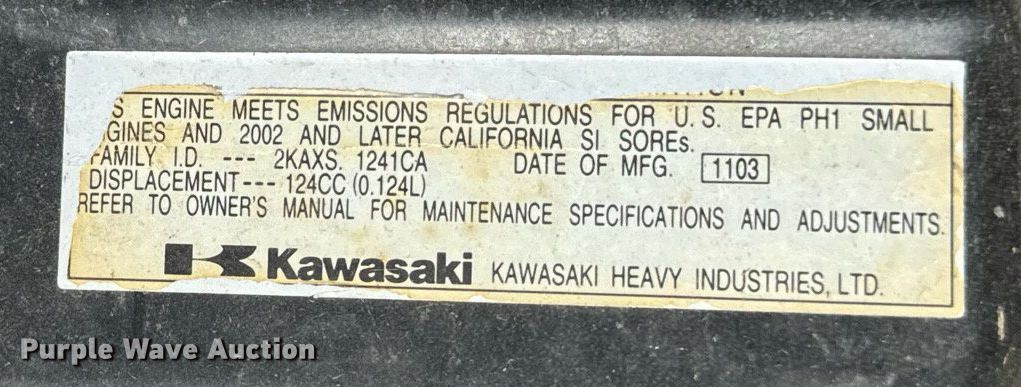 S ENGINE MEETS EMISSIONS REGULATIONS FOR U.S. EPA PH1 SMALL
GINES AND 2002 AND LATER CALIFORNIA SI SOREs.
FAMILY I.D. --- 2KAXS. 1241CA DATE OF MFG. 1103
DISPLACEMENT --- 124CC (0.124L)
REFER TO OWNER'S MANUAL FOR MAINTENANCE SPECIFICATIONS AND ADJUSTMENTS.
Kawasaki KAWASAKI HEAVY INDUSTRIES, LTD.
Purple Wave Auction